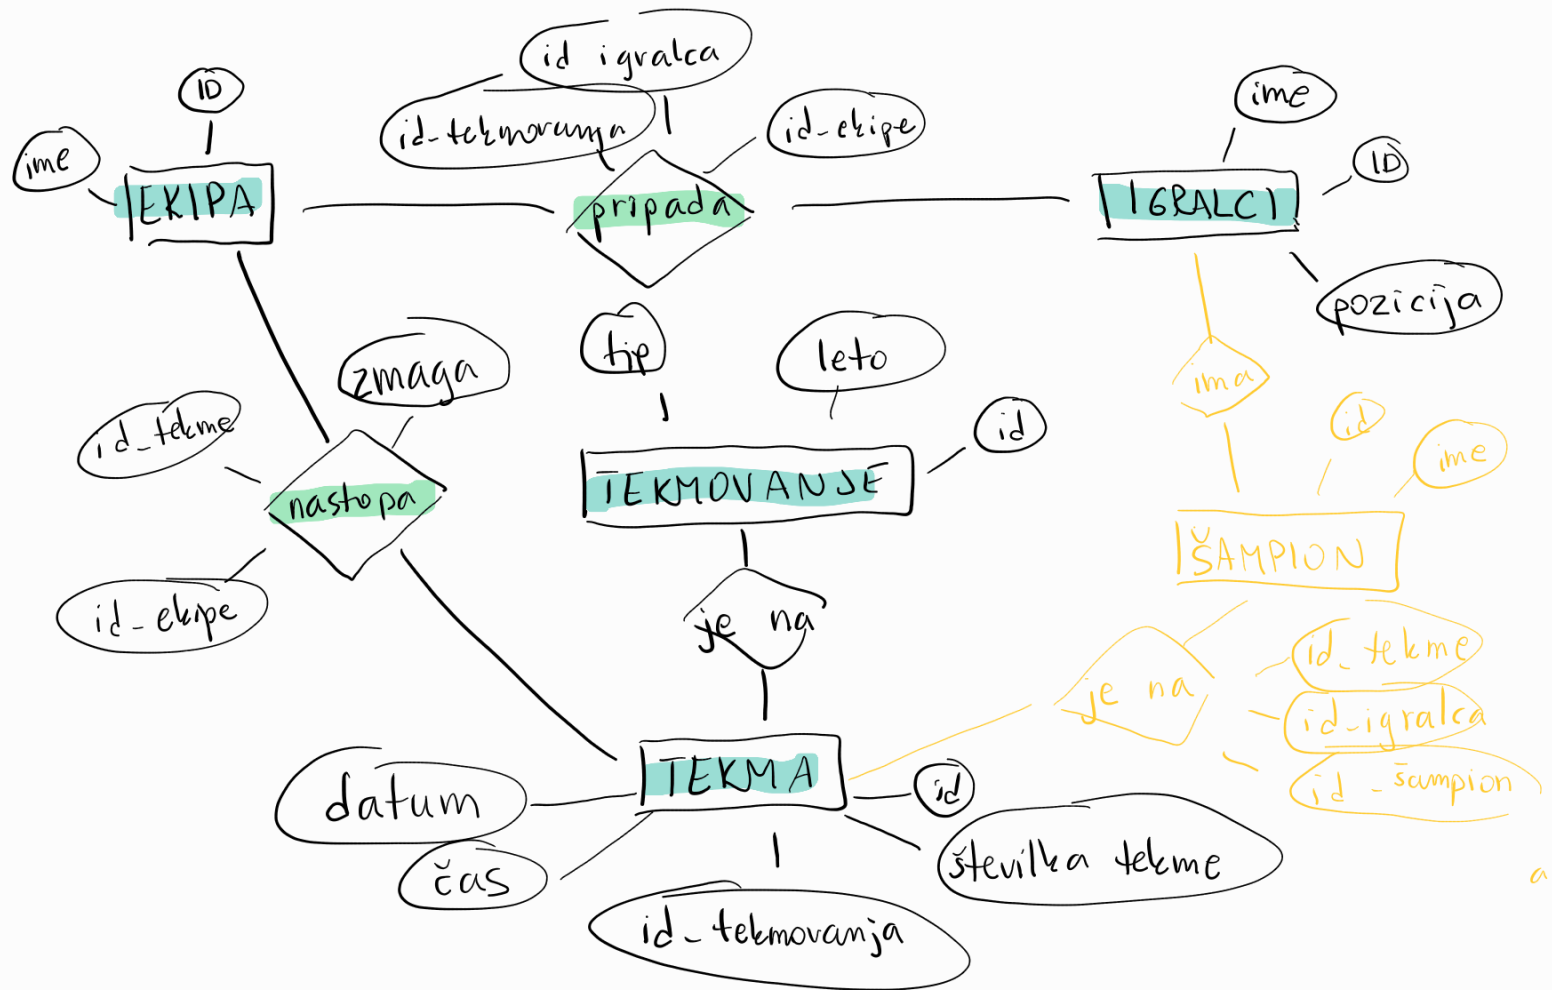 id igralca
ID
ime
id_tekmovanja
id-ekipe
ime
ID
EKIPA
pripada
IGRALCI
pozicija
zmaga
tip
leto
ima
id_tekme
id
id
ime
nastopa
TEKMOVANJE
ŠAMPION
id_ekipe
je na
je na
id_tekme
id_igralca
id_šampion
TEKMA
datum
id
čas
številka tekme
id_tekmovanja
a